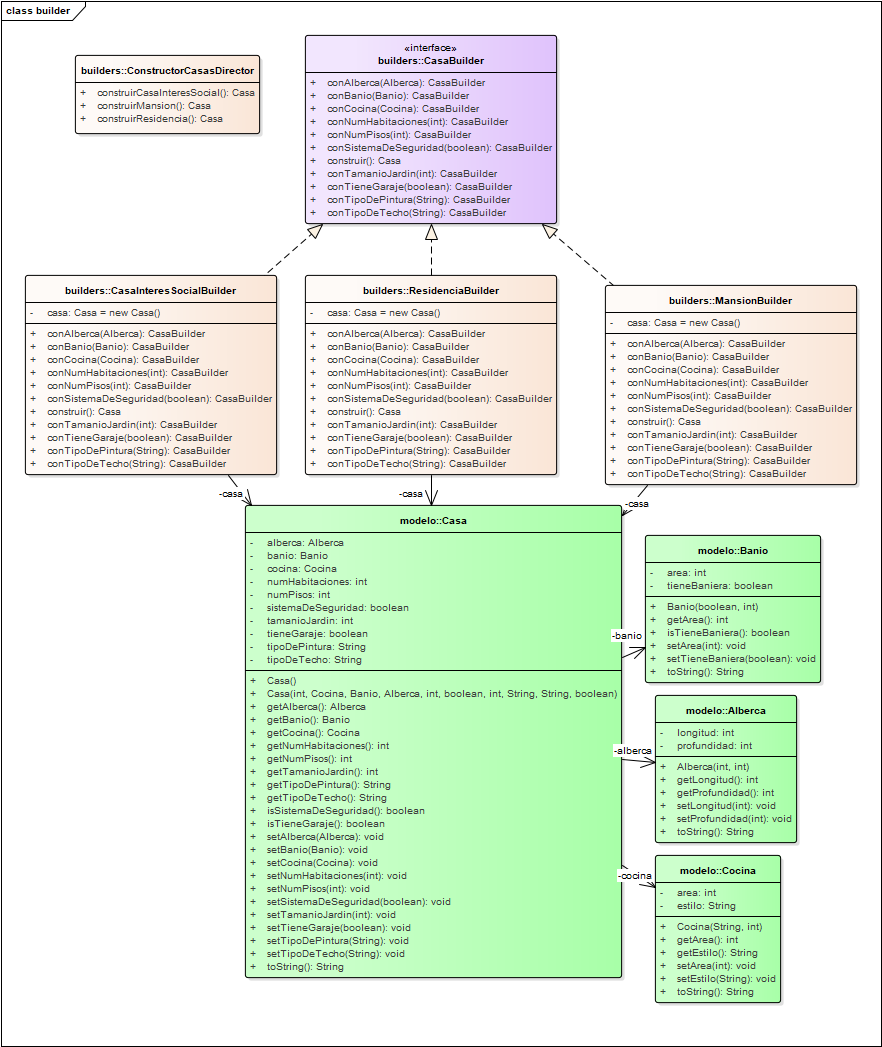 class builder
builders::ConstructorCasasDirector
+ construirCasaInteresSocial(): Casa
+ construirMansion(): Casa
+ construirResidencia(): Casa
«interface»
builders::CasaBuilder
+ conAlberca(Alberca): CasaBuilder
+ conBanio(Banio): CasaBuilder
+ conCocina(Cocina): CasaBuilder
+ conNumHabitaciones(int): CasaBuilder
+ conNumPisos(int): CasaBuilder
+ conSistemaDeSeguridad(boolean): CasaBuilder
+ construir(): Casa
+ conTamanioJardin(int): CasaBuilder
+ conTieneGaraje(boolean): CasaBuilder
+ conTipoDePintura(String): CasaBuilder
+ conTipoDeTecho(String): CasaBuilder
builders::CasaInteresSocialBuilder
- casa: Casa = new Casa()
+ conAlberca(Alberca): CasaBuilder
+ conBanio(Banio): CasaBuilder
+ conCocina(Cocina): CasaBuilder
+ conNumHabitaciones(int): CasaBuilder
+ conNumPisos(int): CasaBuilder
+ conSistemaDeSeguridad(boolean): CasaBuilder
+ construir(): Casa
+ conTamanioJardin(int): CasaBuilder
+ conTieneGaraje(boolean): CasaBuilder
+ conTipoDePintura(String): CasaBuilder
+ conTipoDeTecho(String): CasaBuilder
builders::ResidenciaBuilder
- casa: Casa = new Casa()
+ conAlberca(Alberca): CasaBuilder
+ conBanio(Banio): CasaBuilder
+ conCocina(Cocina): CasaBuilder
+ conNumHabitaciones(int): CasaBuilder
+ conNumPisos(int): CasaBuilder
+ conSistemaDeSeguridad(boolean): CasaBuilder
+ construir(): Casa
+ conTamanioJardin(int): CasaBuilder
+ conTieneGaraje(boolean): CasaBuilder
+ conTipoDePintura(String): CasaBuilder
+ conTipoDeTecho(String): CasaBuilder
builders::MansionBuilder
- casa: Casa = new Casa()
+ conAlberca(Alberca): CasaBuilder
+ conBanio(Banio): CasaBuilder
+ conCocina(Cocina): CasaBuilder
+ conNumHabitaciones(int): CasaBuilder
+ conNumPisos(int): CasaBuilder
+ conSistemaDeSeguridad(boolean): CasaBuilder
+ construir(): Casa
+ conTamanioJardin(int): CasaBuilder
+ conTieneGaraje(boolean): CasaBuilder
+ conTipoDePintura(String): CasaBuilder
+ conTipoDeTecho(String): CasaBuilder
-casa
-casa
-casa
modelo::Casa
- alberca: Alberca
- banio: Banio
- cocina: Cocina
- numHabitaciones: int
- numPisos: int
- sistemaDeSeguridad: boolean
- tamanioJardin: int
- tieneGaraje: boolean
- tipoDePintura: String
- tipoDeTecho: String
+ Casa()
+ Casa(int, Cocina, Banio, Alberca, int, boolean, int, String, String, boolean)
+ getAlberca(): Alberca
+ getBanio(): Banio
+ getCocina(): Cocina
+ getNumHabitaciones(): int
+ getNumPisos(): int
+ getTamanioJardin(): int
+ getTipoDePintura(): String
+ getTipoDeTecho(): String
+ isSistemaDeSeguridad(): boolean
+ isTieneGaraje(): boolean
+ setAlberca(Alberca): void
+ setBanio(Banio): void
+ setCocina(Cocina): void
+ setNumHabitaciones(int): void
+ setNumPisos(int): void
+ setSistemaDeSeguridad(boolean): void
+ setTamanioJardin(int): void
+ setTieneGaraje(boolean): void
+ setTipoDePintura(String): void
+ setTipoDeTecho(String): void
+ toString(): String
-banio
modelo::Banio
- area: int
- tieneBaniera: boolean
+ Banio(boolean, int)
+ getArea(): int
+ isTieneBaniera(): boolean
+ setArea(int): void
+ setTieneBaniera(boolean): void
+ toString(): String
-alberca
modelo::Alberca
- longitud: int
- profundidad: int
+ Alberca(int, int)
+ getLongitud(): int
+ getProfundidad(): int
+ setLongitud(int): void
+ setProfundidad(int): void
+ toString(): String
-cocina
modelo::Cocina
- area: int
- estilo: String
+ Cocina(String, int)
+ getArea(): int
+ getEstilo(): String
+ setArea(int): void
+ setEstilo(String): void
+ toString(): String